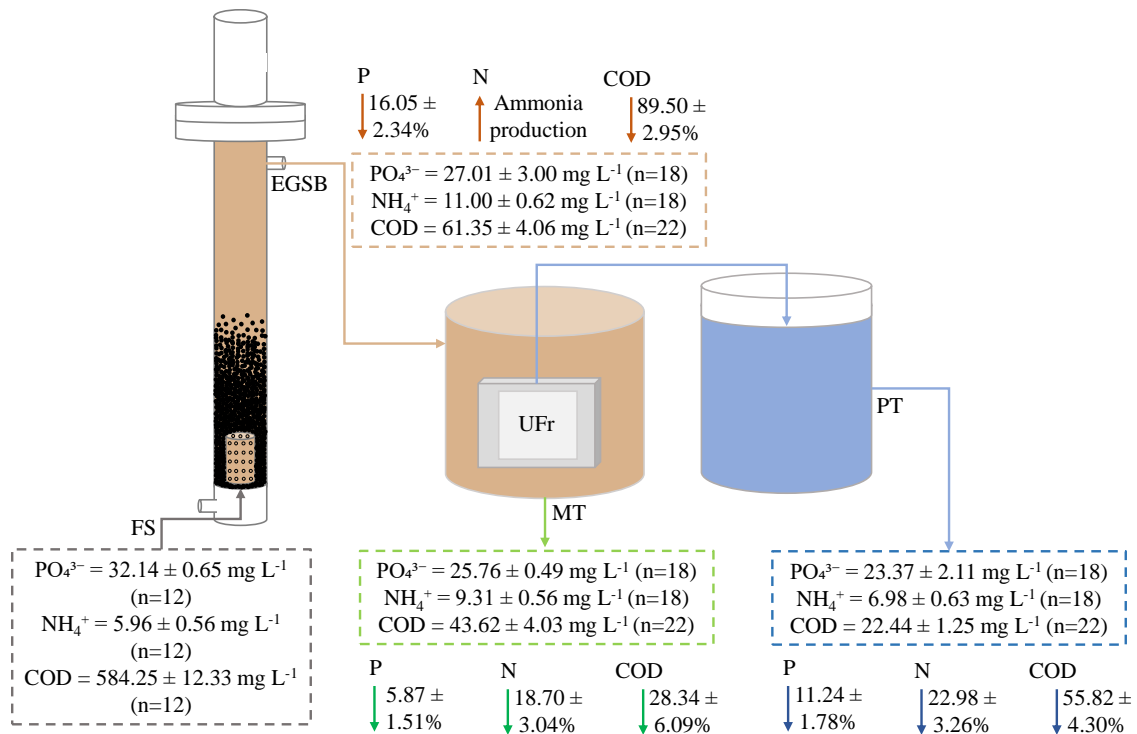 P
N
COD
16.05 ±
2.34%
Ammonia
production
89.50 ±
2.95%
EGSB
PO₄³⁻ = 27.01 ± 3.00 mg L⁻¹ (n=18)
NH₄⁺ = 11.00 ± 0.62 mg L⁻¹ (n=18)
COD = 61.35 ± 4.06 mg L⁻¹ (n=22)
UFr
PT
MT
FS
PO₄³⁻ = 32.14 ± 0.65 mg L⁻¹
(n=12)
NH₄⁺ = 5.96 ± 0.56 mg L⁻¹
(n=12)
COD = 584.25 ± 12.33 mg L⁻¹
(n=12)
PO₄³⁻ = 25.76 ± 0.49 mg L⁻¹ (n=18)
NH₄⁺ = 9.31 ± 0.56 mg L⁻¹ (n=18)
COD = 43.62 ± 4.03 mg L⁻¹ (n=22)
P
N
COD
5.87 ±
1.51%
18.70 ±
3.04%
28.34 ±
6.09%
PO₄³⁻ = 23.37 ± 2.11 mg L⁻¹ (n=18)
NH₄⁺ = 6.98 ± 0.63 mg L⁻¹ (n=18)
COD = 22.44 ± 1.25 mg L⁻¹ (n=22)
P
N
COD
11.24 ±
1.78%
22.98 ±
3.26%
55.82 ±
4.30%